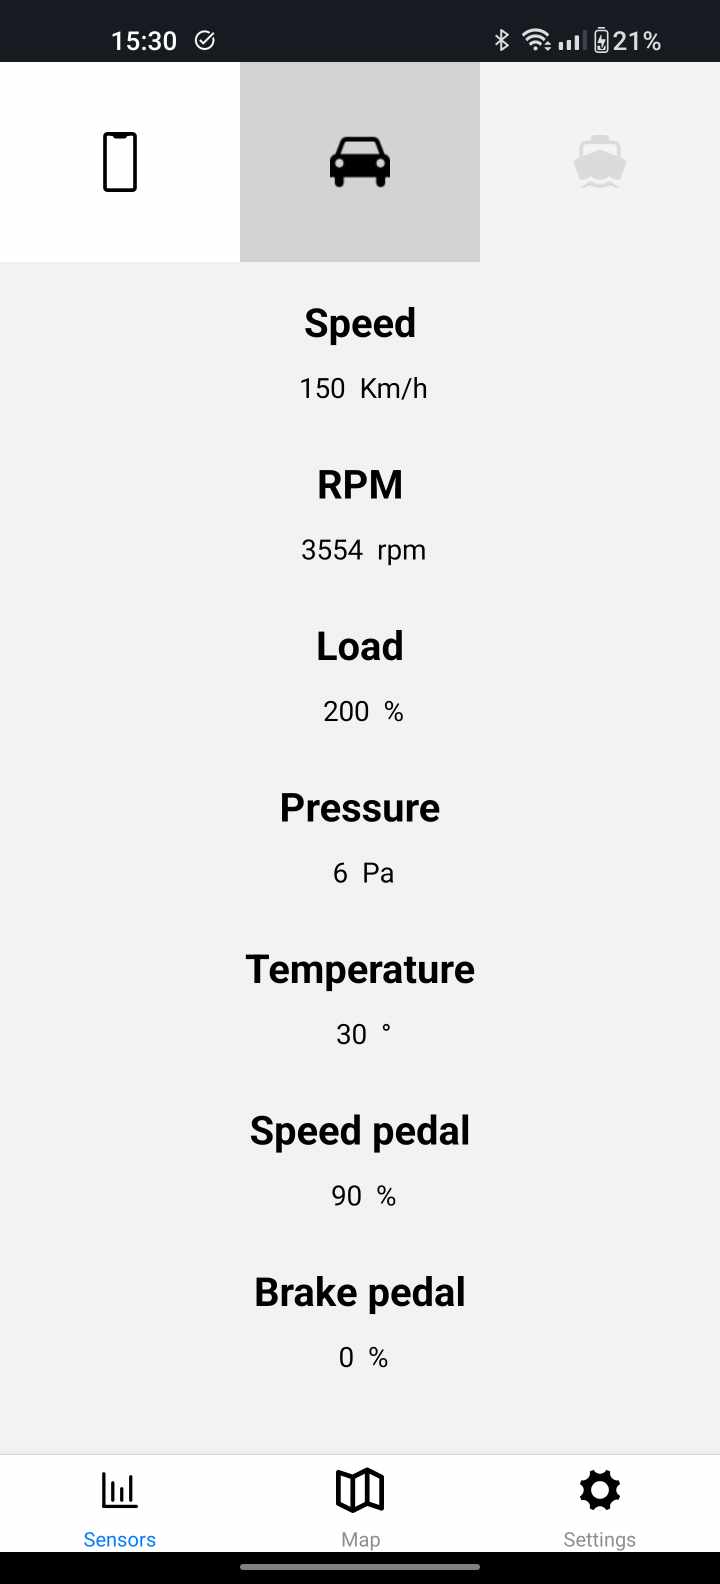 15:30 21%
Speed
150 Km/h
RPM
3554 rpm
Load
200 %
Pressure
6 Pa
Temperature
30 °
Speed pedal
90 %
Brake pedal
0 %
Sensors Map Settings